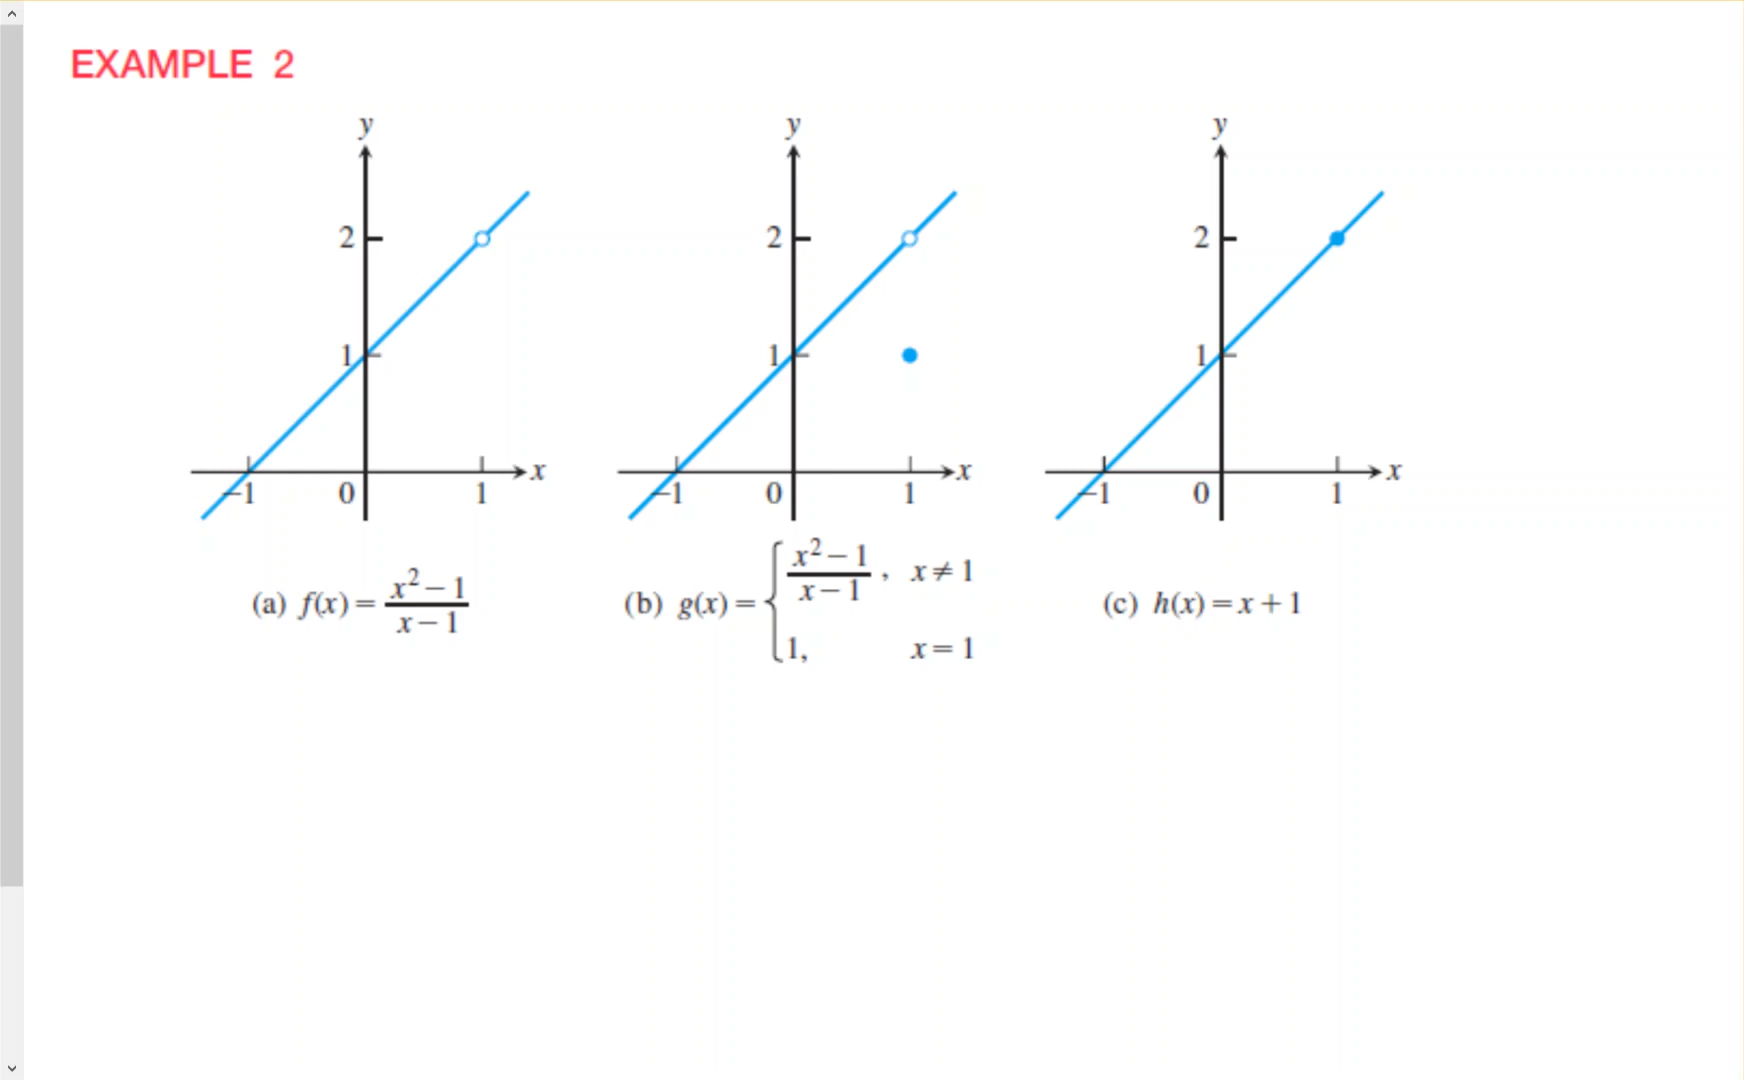 EXAMPLE 2
y
2
1
-1 0 1 x
y
2
1
-1 0 1 x
y
2
1
-1 0 1 x
(a) f(x) = (x² - 1)/(x - 1)
(b) g(x) = { (x² - 1)/(x - 1), x ≠ 1
1, x = 1
(c) h(x) = x + 1